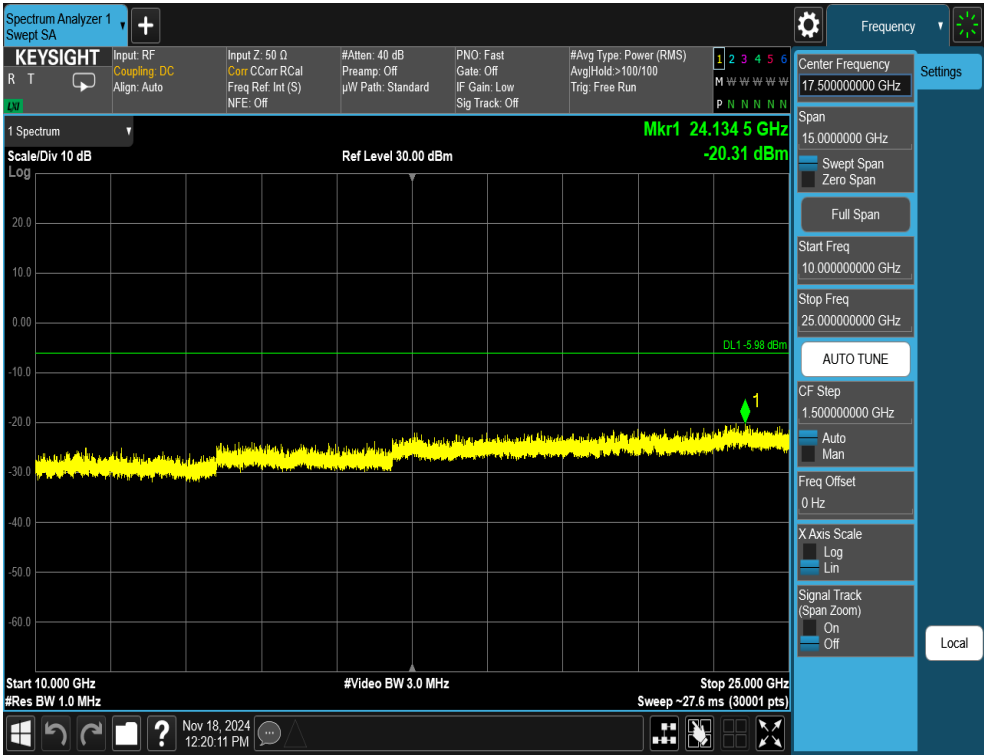 Spectrum Analyzer 1
Swept SA
+
Frequency
KEYSIGHT
R T
LXI
Input: RF
Coupling: DC
Align: Auto
Input Z: 50 Ω
Corr CCorr RCal
Freq Ref: Int (S)
NFE: Off
#Atten: 40 dB
Preamp: Off
µW Path: Standard
PNO: Fast
Gate: Off
IF Gain: Low
Sig Track: Off
#Avg Type: Power (RMS)
Avg|Hold:>100/100
Trig: Free Run
1 2 3 4 5 6
M W W W W W
P N N N N N
1 Spectrum
Scale/Div 10 dB
Log
Ref Level 30.00 dBm
Mkr1 24.134 5 GHz
-20.31 dBm
20.0
10.0
0.00
-10.0
-20.0
-30.0
-40.0
-50.0
-60.0
DL1 -5.98 dBm
1
Start 10.000 GHz
#Res BW 1.0 MHz
#Video BW 3.0 MHz
Stop 25.000 GHz
Sweep ~27.6 ms (30001 pts)
Center Frequency
17.500000000 GHz
Span
15.0000000 GHz
Swept Span
Zero Span
Full Span
Start Freq
10.000000000 GHz
Stop Freq
25.000000000 GHz
AUTO TUNE
CF Step
1.500000000 GHz
Auto
Man
Freq Offset
0 Hz
X Axis Scale
Log
Lin
Signal Track
(Span Zoom)
On
Off
Settings
Local
?
Nov 18, 2024
12:20:11 PM